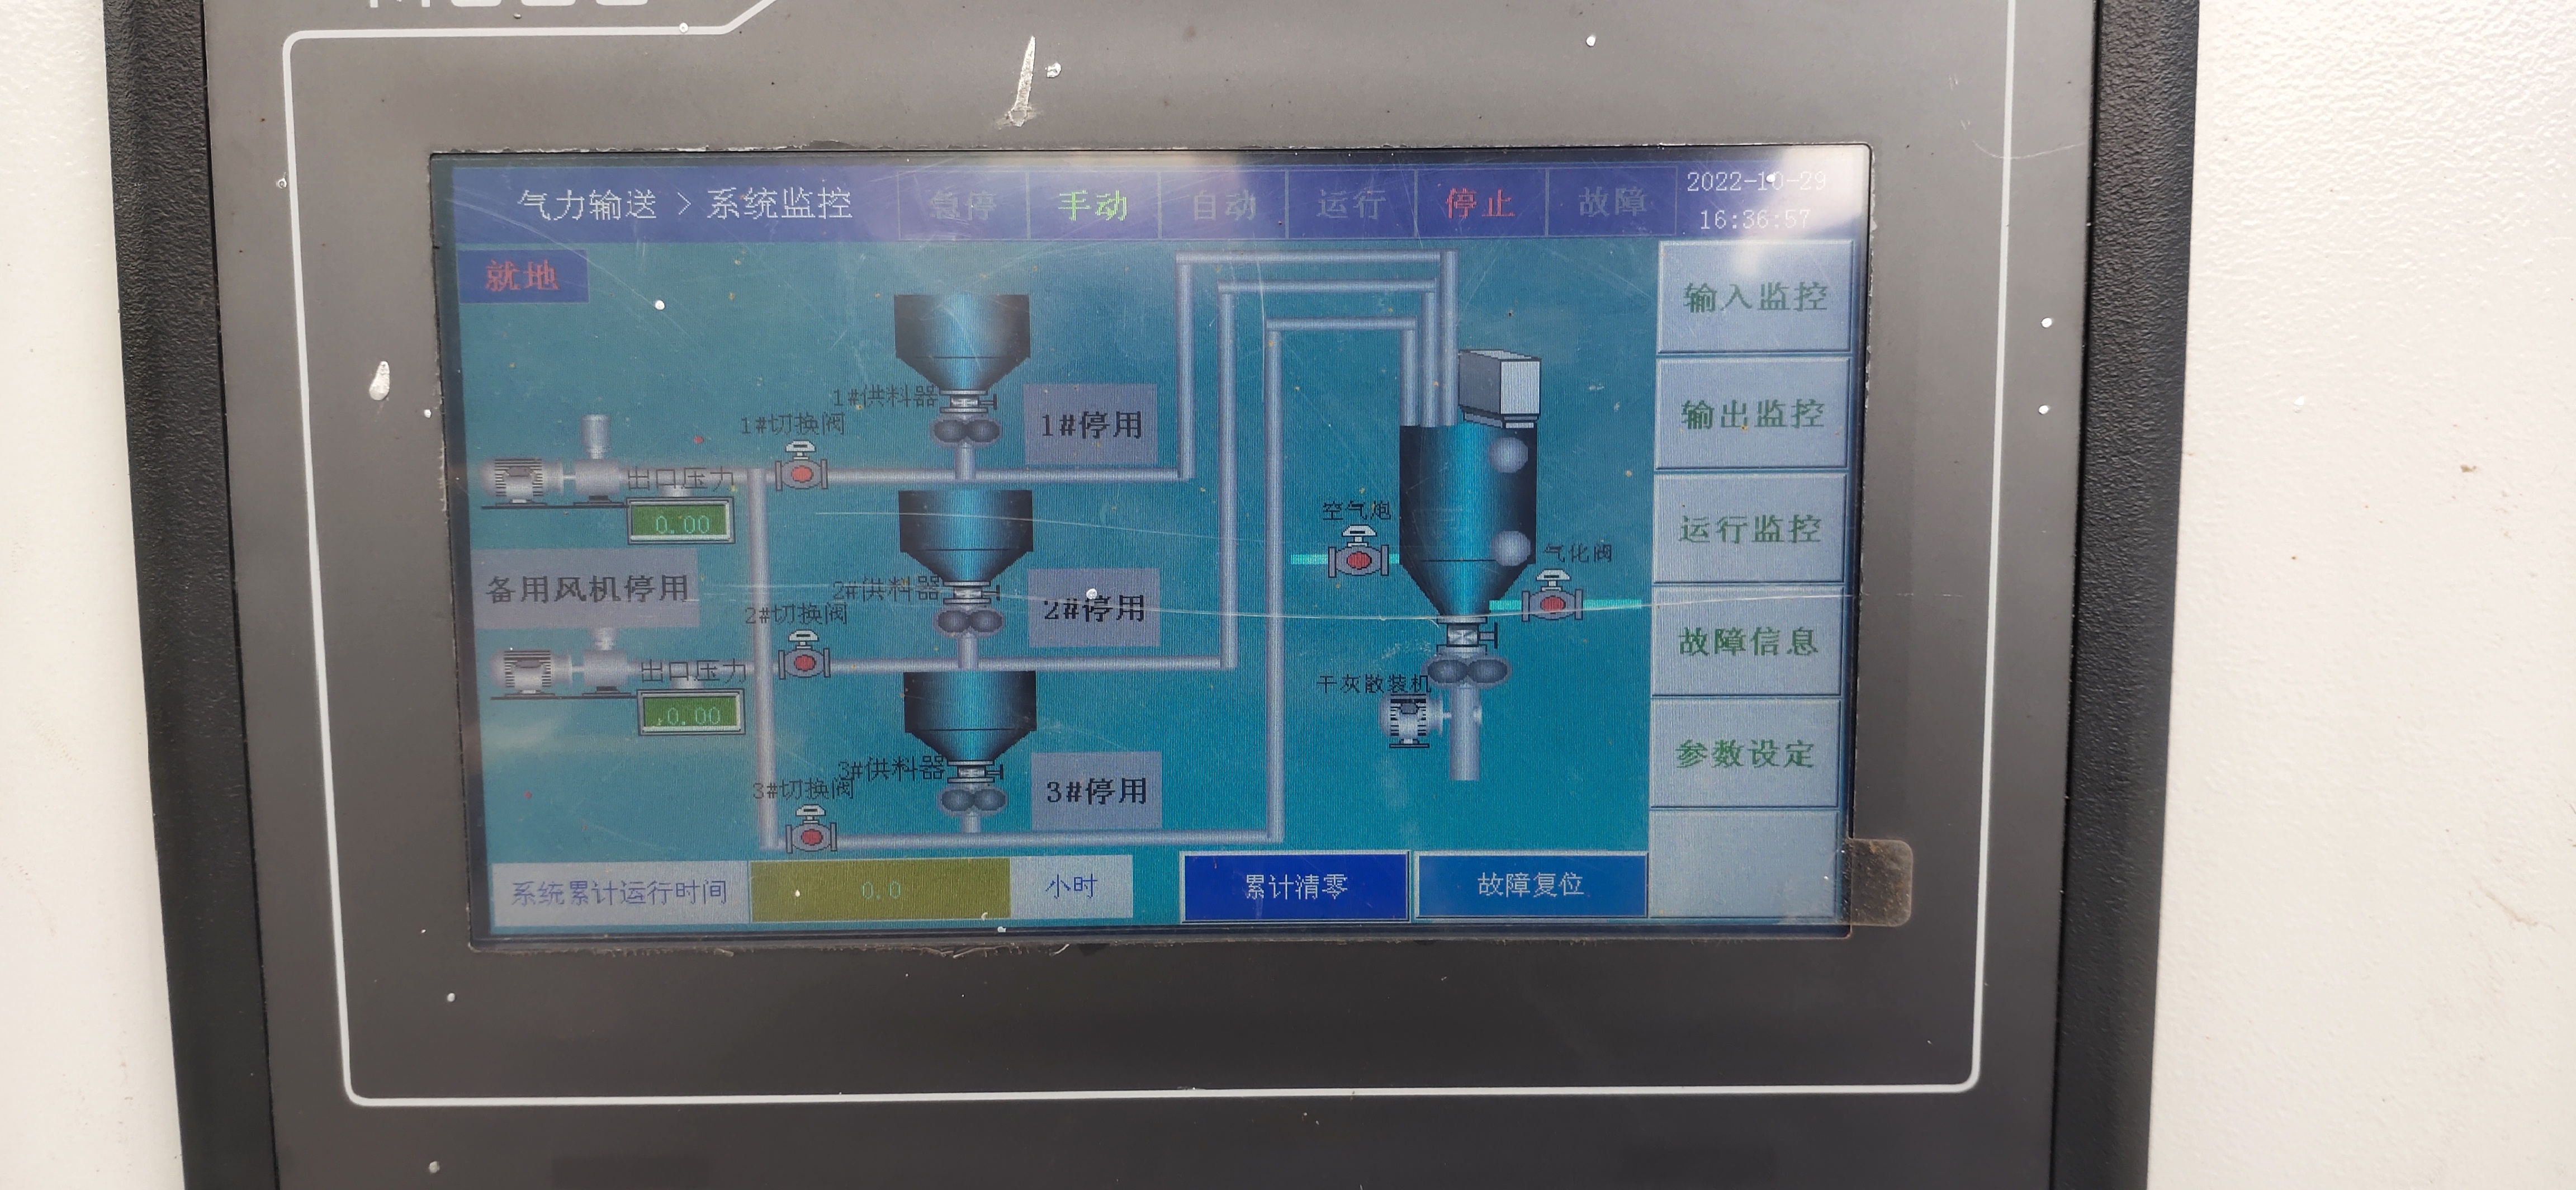 气力输送 > 系统监控
急停
手动
自动
运行
停止
故障
2022-10-29
16:36:57
就地
输入监控
1#供料器
1#切换阀
1#停用
输出监控
出口压力
0.00
空气炮
运行监控
气化阀
备用风机停用
2#供料器
2#切换阀
2#停用
故障信息
出口压力
0.00
干灰散装机
参数设定
3#供料器
3#切换阀
3#停用
系统累计运行时间
0.0
小时
累计清零
故障复位